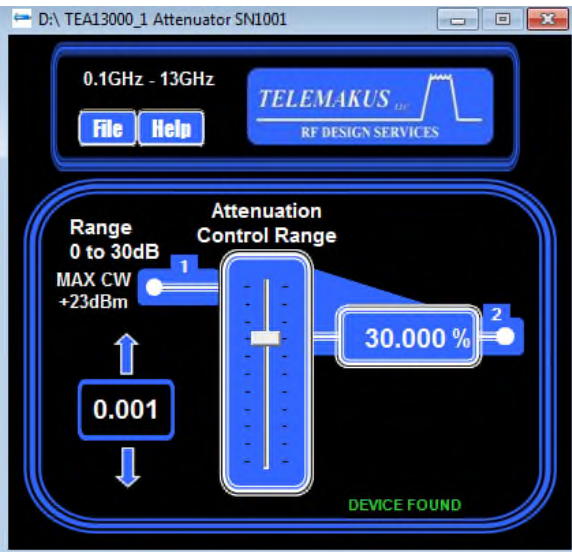 D:\ TEA13000_1 Attenuator SN1001
0.1GHz - 13GHz
File Help
TELEMAKUS LLC
RF DESIGN SERVICES
Attenuation
Control Range
Range
0 to 30dB
MAX CW
+23dBm
1
30.000 %
2
0.001
DEVICE FOUND